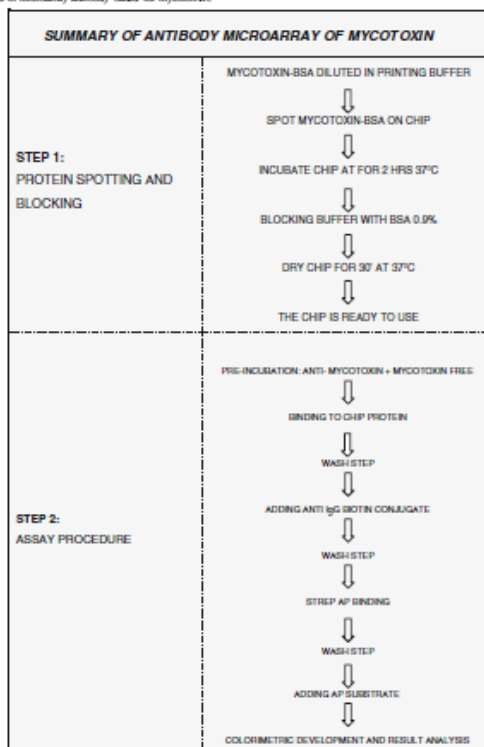 SUMMARY OF ANTIBODY MICROARRAY OF MYCOTOXIN
STEP 1:
PROTEIN SPOTTING AND
BLOCKING
MYCOTOXIN-BSA DILUTED IN PRINTING BUFFER
SPOT MYCOTOXIN-BSA ON CHIP
INCUBATE CHIP AT FOR 2 HRS 37ºC
BLOCKING BUFFER WITH BSA 0.9%
DRY CHIP FOR 30' AT 37ºC
THE CHIP IS READY TO USE
STEP 2:
ASSAY PROCEDURE
PRE-INCUBATION: ANTI- MYCOTOXIN + MYCOTOXIN FREE
BINDING TO CHIP PROTEIN
WASH STEP
ADDING ANTI IgG BIOTIN CONJUGATE
WASH STEP
STREP AP BINDING
WASH STEP
ADDING AP SUBSTRATE
COLORIMETRIC DEVELOPMENT AND RESULT ANALYSIS